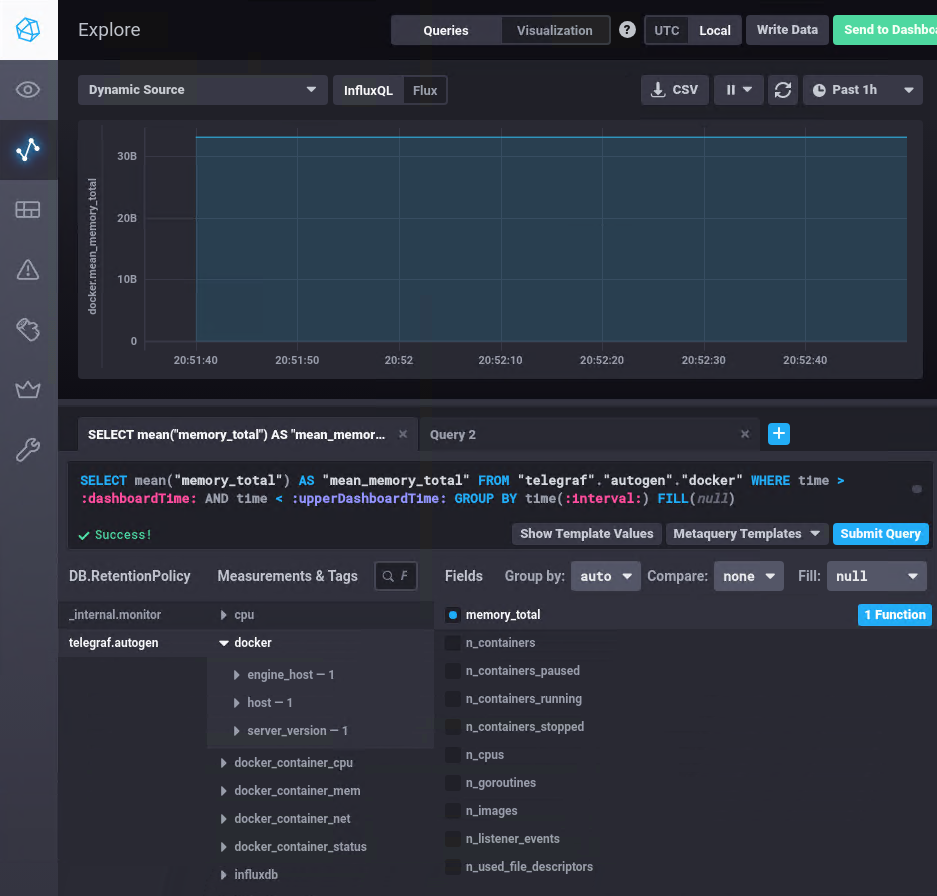 Explore
Queries Visualization ? UTC Local Write Data Send to Dashboa
Dynamic Source InfluxQL Flux CSV Past 1h
docker.mean_memory_total
30B
20B
10B
0
20:51:40 20:51:50 20:52 20:52:10 20:52:20 20:52:30 20:52:40
SELECT mean("memory_total") AS "mean_memor... × Query 2 × +
SELECT mean("memory_total") AS "mean_memory_total" FROM "telegraf"."autogen"."docker" WHERE time >
:dashboardTime: AND time < :upperDashboardTime: GROUP BY time(:interval:) FILL(null)
Success! Show Template Values Metaquery Templates Submit Query
DB.RetentionPolicy Measurements & Tags F Fields Group by: auto Compare: none Fill: null
_internal.monitor cpu memory_total 1 Function
telegraf.autogen docker n_containers
engine_host — 1 n_containers_paused
host — 1 n_containers_running
server_version — 1 n_containers_stopped
docker_container_cpu n_cpus
docker_container_mem n_goroutines
docker_container_net n_images
docker_container_status n_listener_events
influxdb n_used_file_descriptors